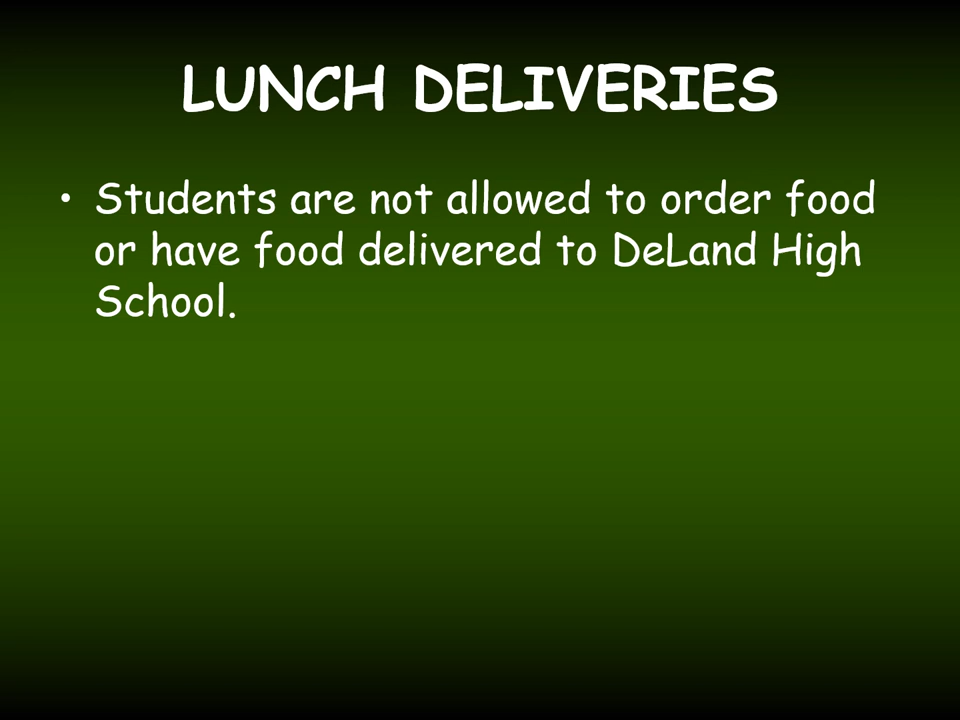 LUNCH DELIVERIES
• Students are not allowed to order food
or have food delivered to DeLand High
School.